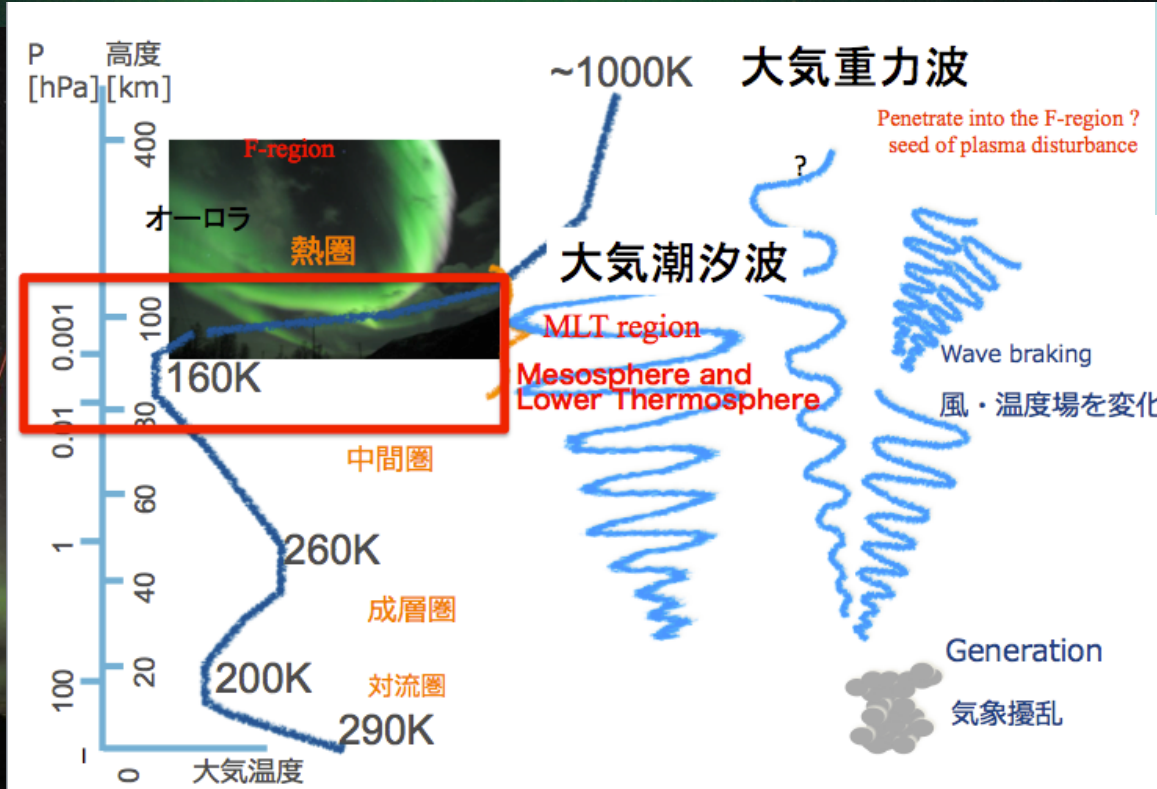 P 高度
[hPa] [km]
~1000K
大気重力波
Penetrate into the F-region ?
seed of plasma disturbance
400
F-region
?
オーロラ
熱圏
大気潮汐波
0.001
100
MLT region
160K
Mesosphere and
Lower Thermosphere
Wave braking
風・温度場を変化
0.01
80
中間圏
60
1
260K
40
成層圏
Generation
100
20
200K
対流圏
気象擾乱
290K
0
大気温度